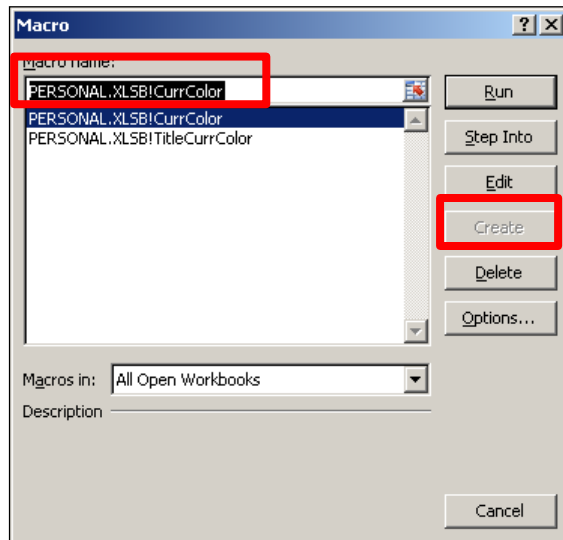 Macro
Macro name:
PERSONAL.XLSB!CurrColor
Run
PERSONAL.XLSB!CurrColor
PERSONAL.XLSB!TitleCurrColor
Step Into
Edit
Create
Delete
Options...
Macros in: All Open Workbooks
Description
Cancel